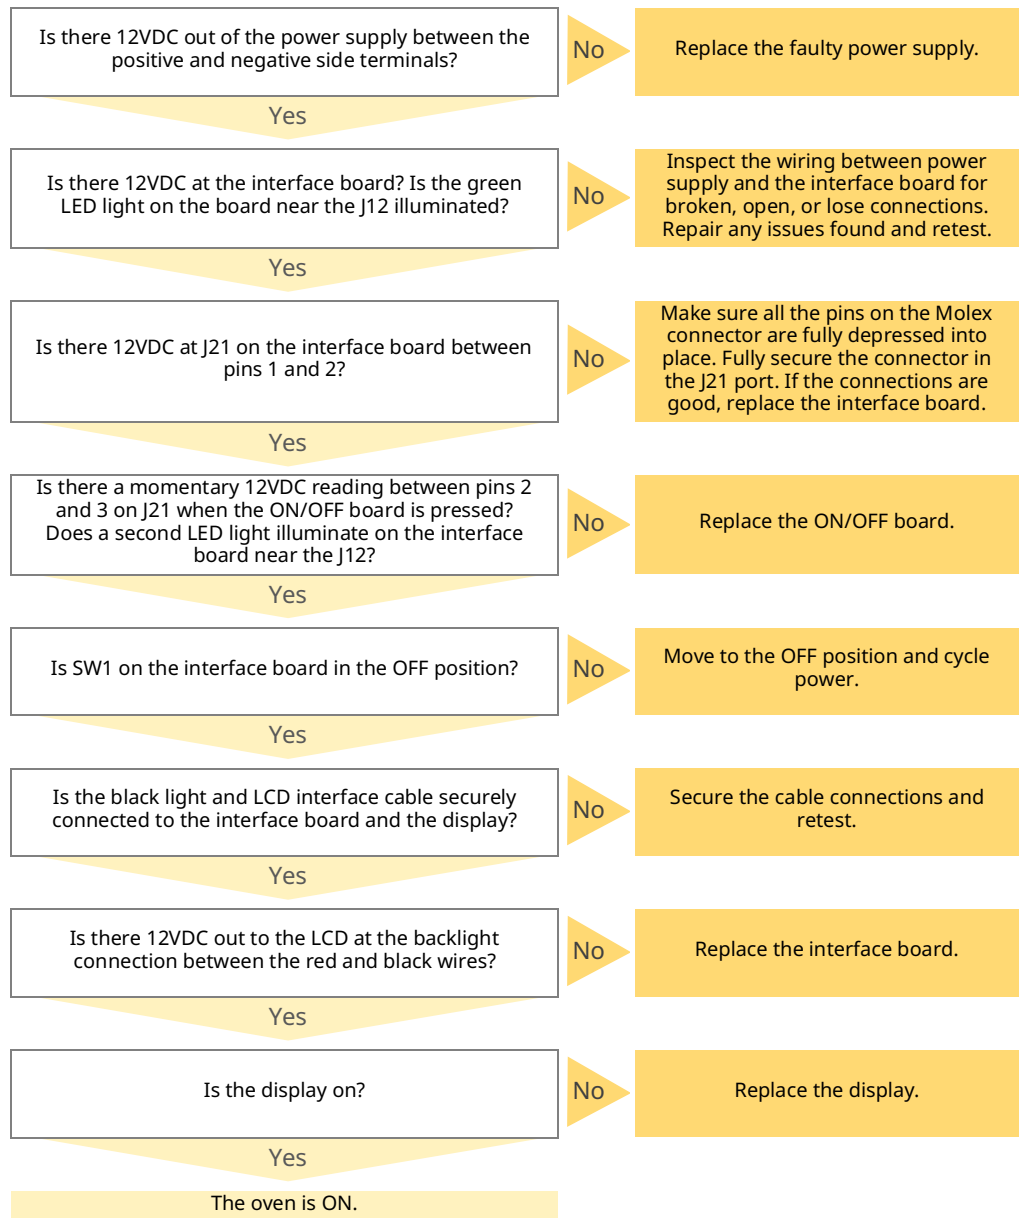 Is there 12VDC out of the power supply between the
positive and negative side terminals?
No
Replace the faulty power supply.
Yes
Is there 12VDC at the interface board? Is the green
LED light on the board near the J12 illuminated?
No
Inspect the wiring between power
supply and the interface board for
broken, open, or lose connections.
Repair any issues found and retest.
Yes
Is there 12VDC at J21 on the interface board between
pins 1 and 2?
No
Make sure all the pins on the Molex
connector are fully depressed into
place. Fully secure the connector in
the J21 port. If the connections are
good, replace the interface board.
Yes
Is there a momentary 12VDC reading between pins 2
and 3 on J21 when the ON/OFF board is pressed?
Does a second LED light illuminate on the interface
board near the J12?
No
Replace the ON/OFF board.
Yes
Is SW1 on the interface board in the OFF position?
No
Move to the OFF position and cycle
power.
Yes
Is the black light and LCD interface cable securely
connected to the interface board and the display?
No
Secure the cable connections and
retest.
Yes
Is there 12VDC out to the LCD at the backlight
connection between the red and black wires?
No
Replace the interface board.
Yes
Is the display on?
No
Replace the display.
Yes
The oven is ON.